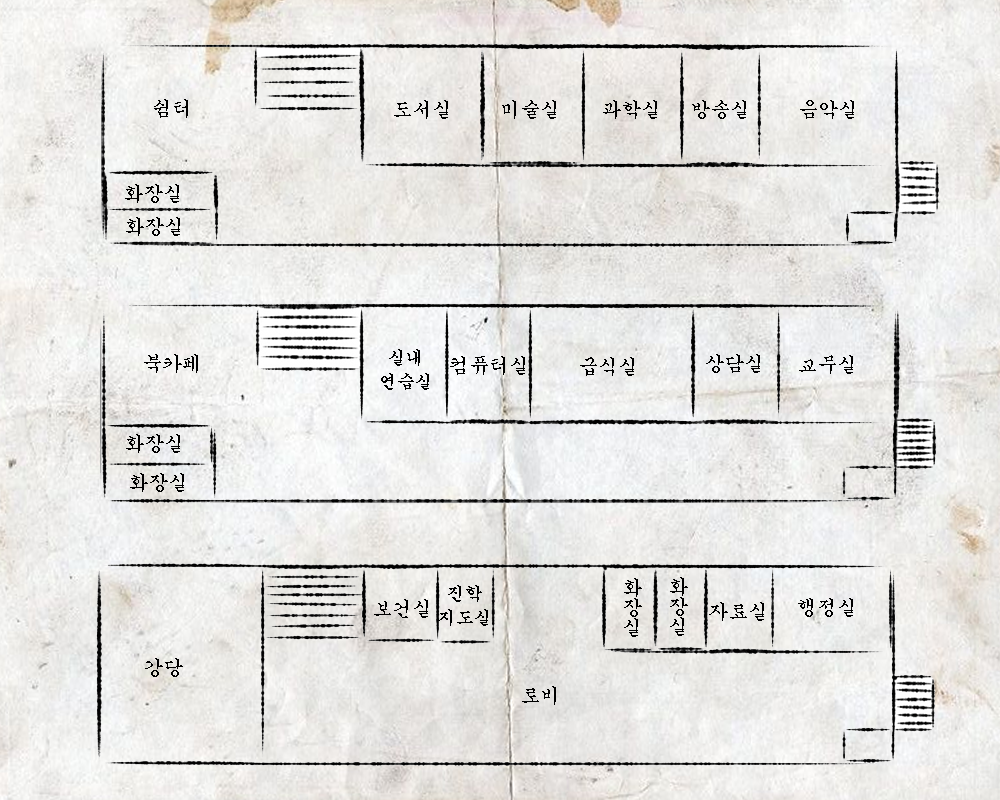 쉼터
도서실
미술실
과학실
방송실
음악실
화장실
화장실
북카페
실내
연습실
컴퓨터실
급식실
상담실
교무실
화장실
화장실
강당
보건실
진학
지도실
화장실
화장실
자료실
행정실
로비